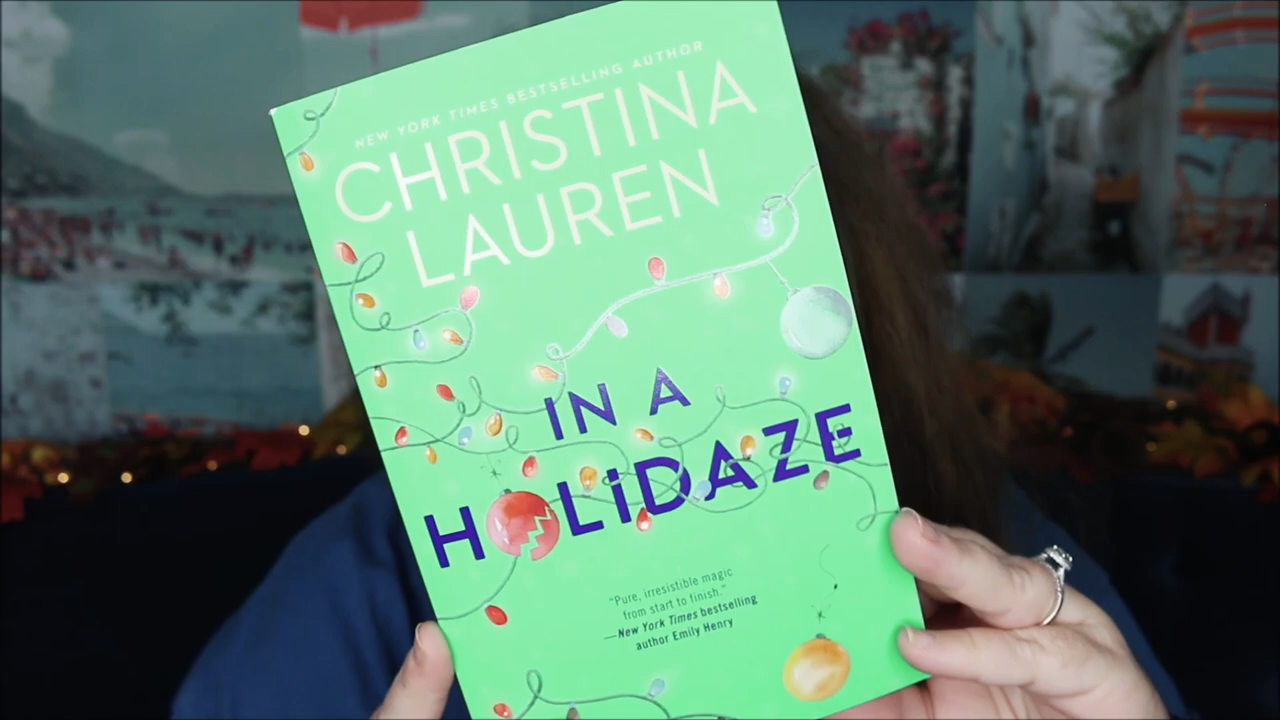 NEW YORK TIMES BESTSELLING AUTHOR
CHRISTINA
LAUREN
IN A
HOLiDAZE
"Pure, irresistible magic
from start to finish."
—New York Times bestselling
author Emily Henry